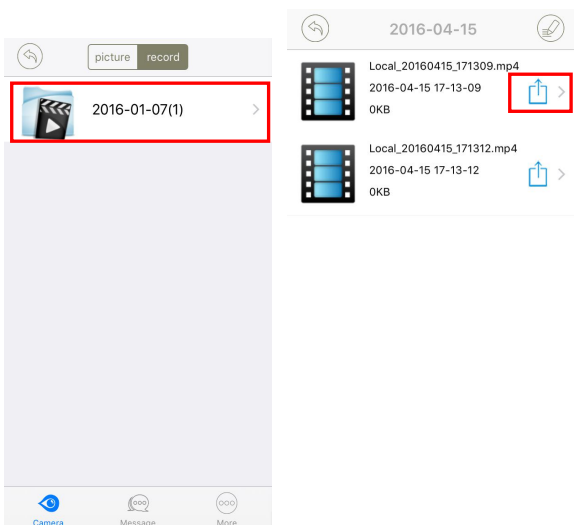 picture record
2016-01-07(1)
Camera Message More
2016-04-15
Local_20160415_171309.mp4
2016-04-15 17-13-09
0KB
Local_20160415_171312.mp4
2016-04-15 17-13-12
0KB